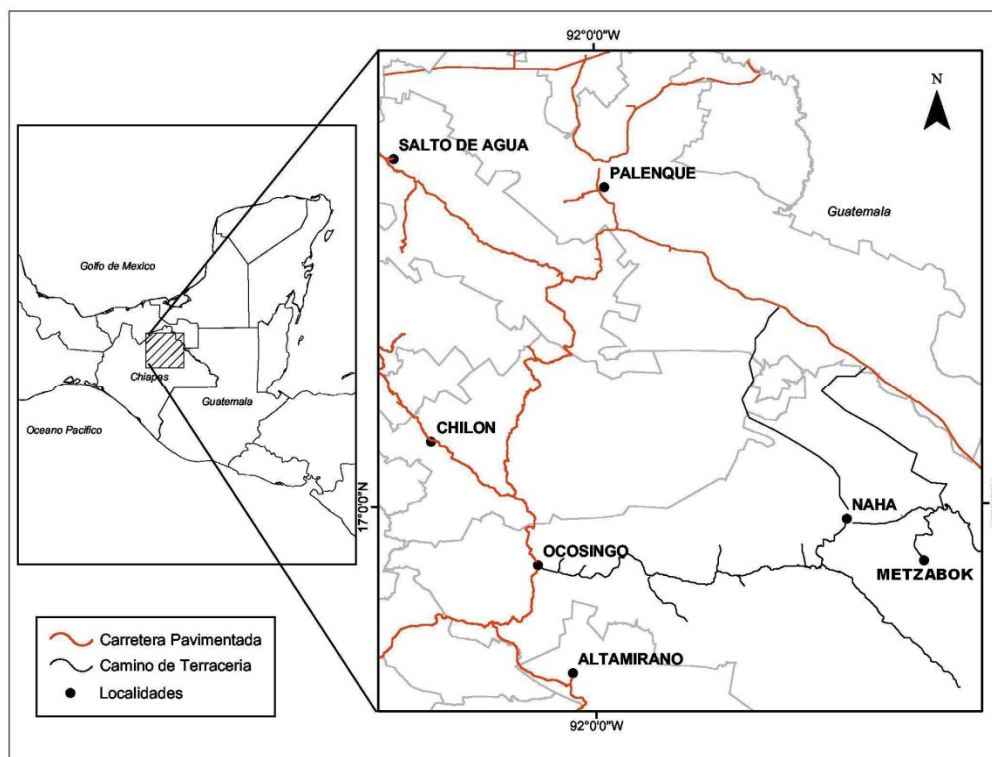 92°0'0"W
N
SALTO DE AGUA
PALENQUE
Guatemala
Golfo de Mexico
Chiapas
Guatemala
Oceano Pacifico
CHILON
17°0'0"N
NAHA
OCOSINGO
METZABOK
Carretera Pavimentada
Camino de Terraceria
Localidades
ALTAMIRANO
92°0'0"W